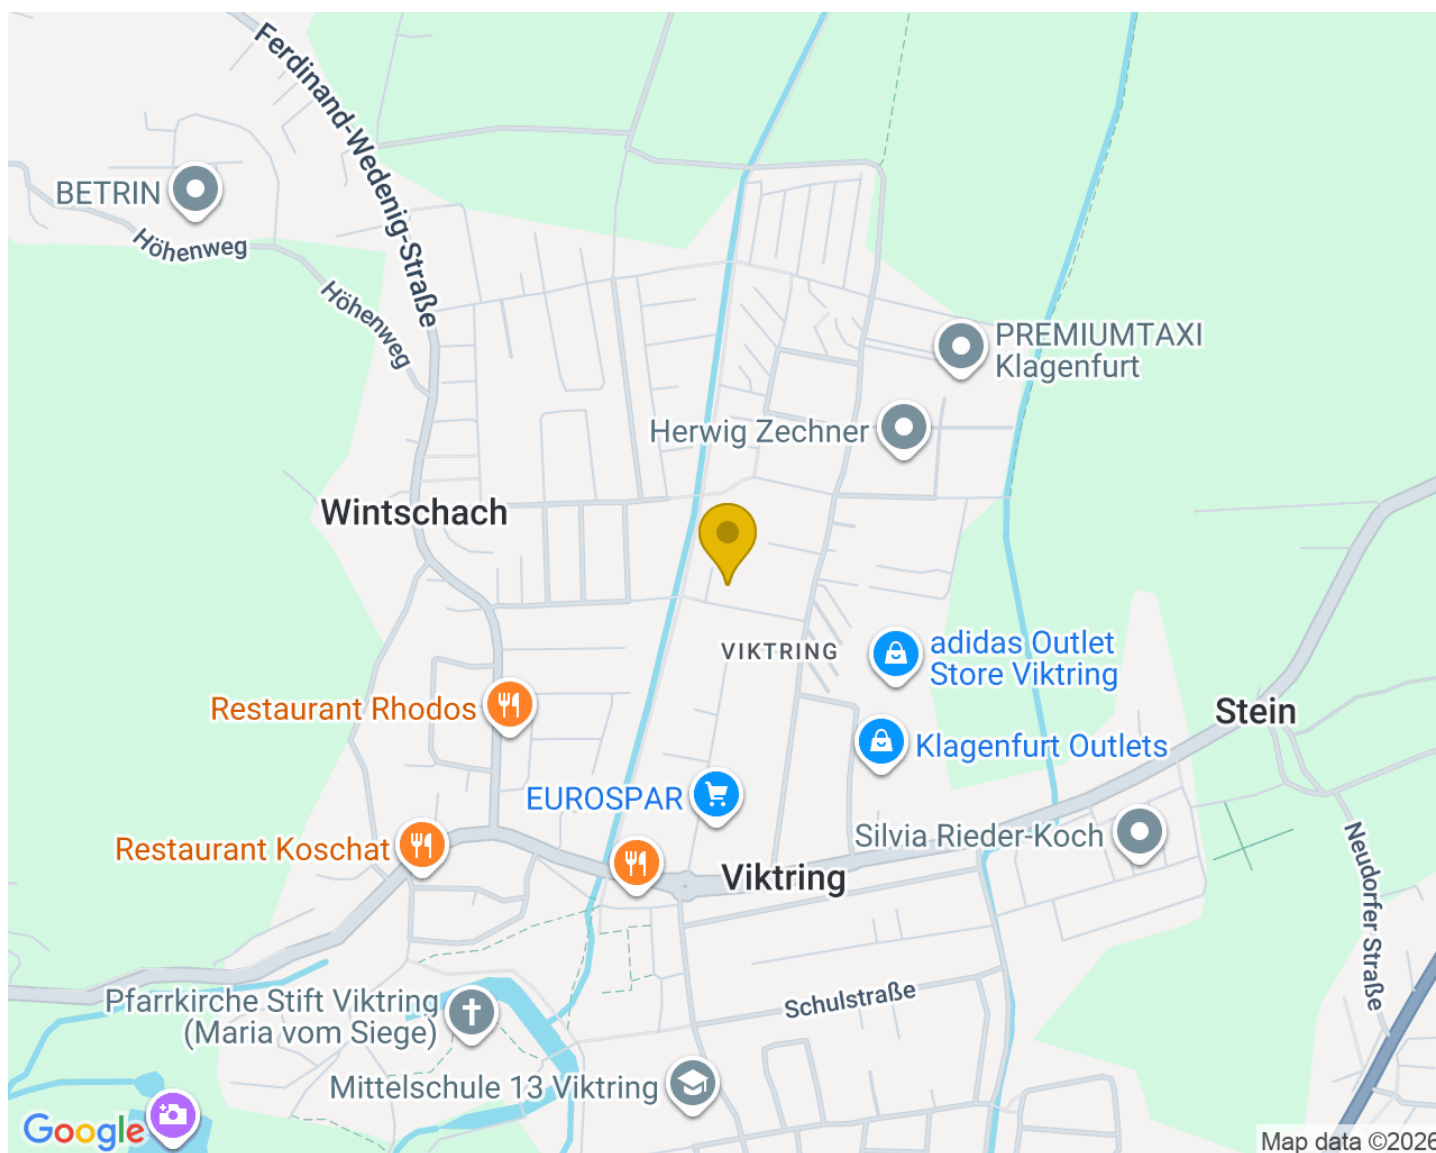 Ferdinand-Wedenig-Straße
BETRIN
Höhenweg
Höhenweg
PREMIUMTAXI
Klagenfurt
Herwig Zechner
Wintschach
adidas Outlet
Store Viktring
VIKTRING
Restaurant Rhodos
Stein
Klagenfurt Outlets
EUROSPAR
Silvia Rieder-Koch
Restaurant Koschat
Viktring
Neudorfer Straße
Schulstraße
Pfarrkirche Stift Viktring
(Maria vom Siege)
Mittelschule 13 Viktring
Google
Map data ©2026